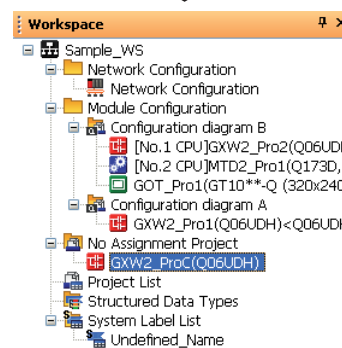 Workspace
Sample_WS
Network Configuration
Network Configuration
Module Configuration
Configuration diagram B
[No.1 CPU]GXW2_Pro2(Q06UD
[No.2 CPU]MTD2_Pro1(Q173D,
GOT_Pro1(GT10**-Q (320x240
Configuration diagram A
GXW2_Pro1(Q06UDH)<Q06UDH
No Assignment Project
GXW2_ProC(Q06UDH)
Project List
Structured Data Types
System Label List
Undefined_Name